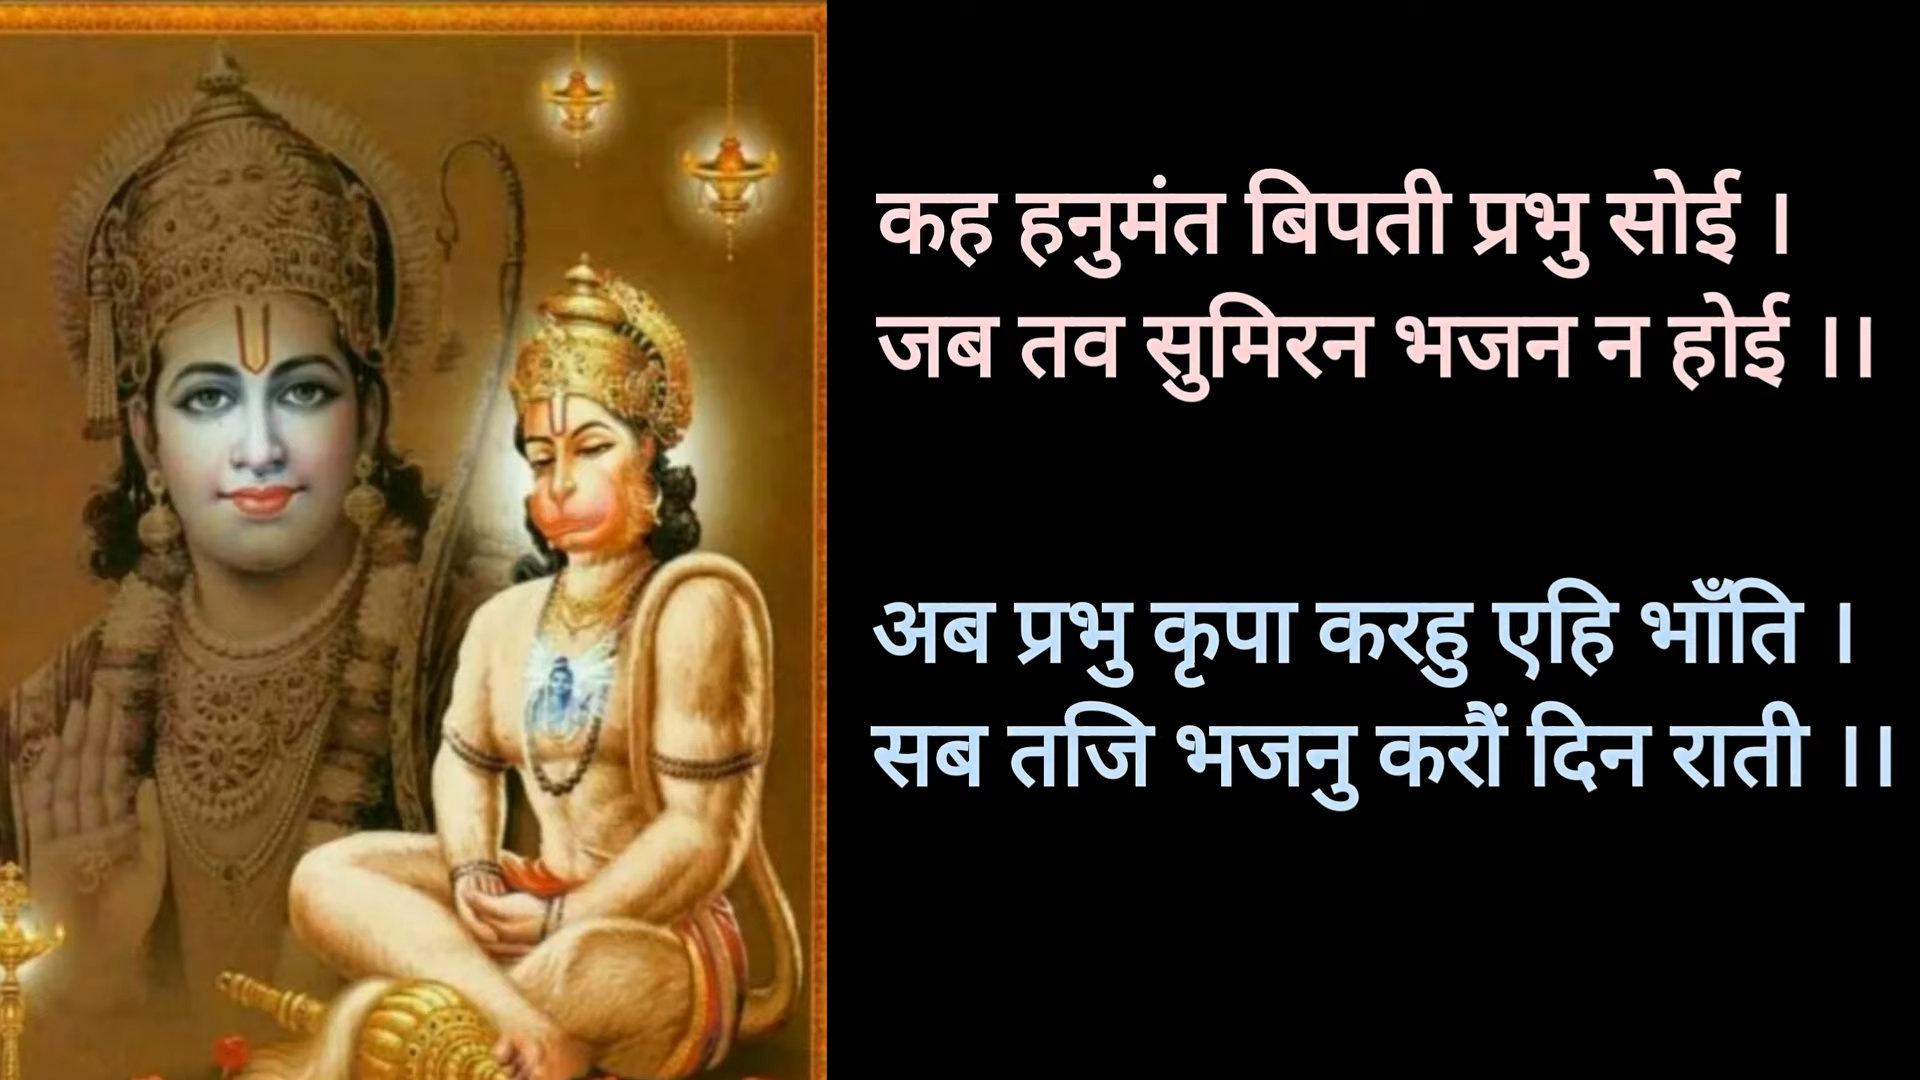 कह हनुमंत बिपती प्रभु सोई ।
जब तव सुमिरन भजन न होई ।।
अब प्रभु कृपा करहु एहि भाँति ।
सब तजि भजनु करौं दिन राती ।।